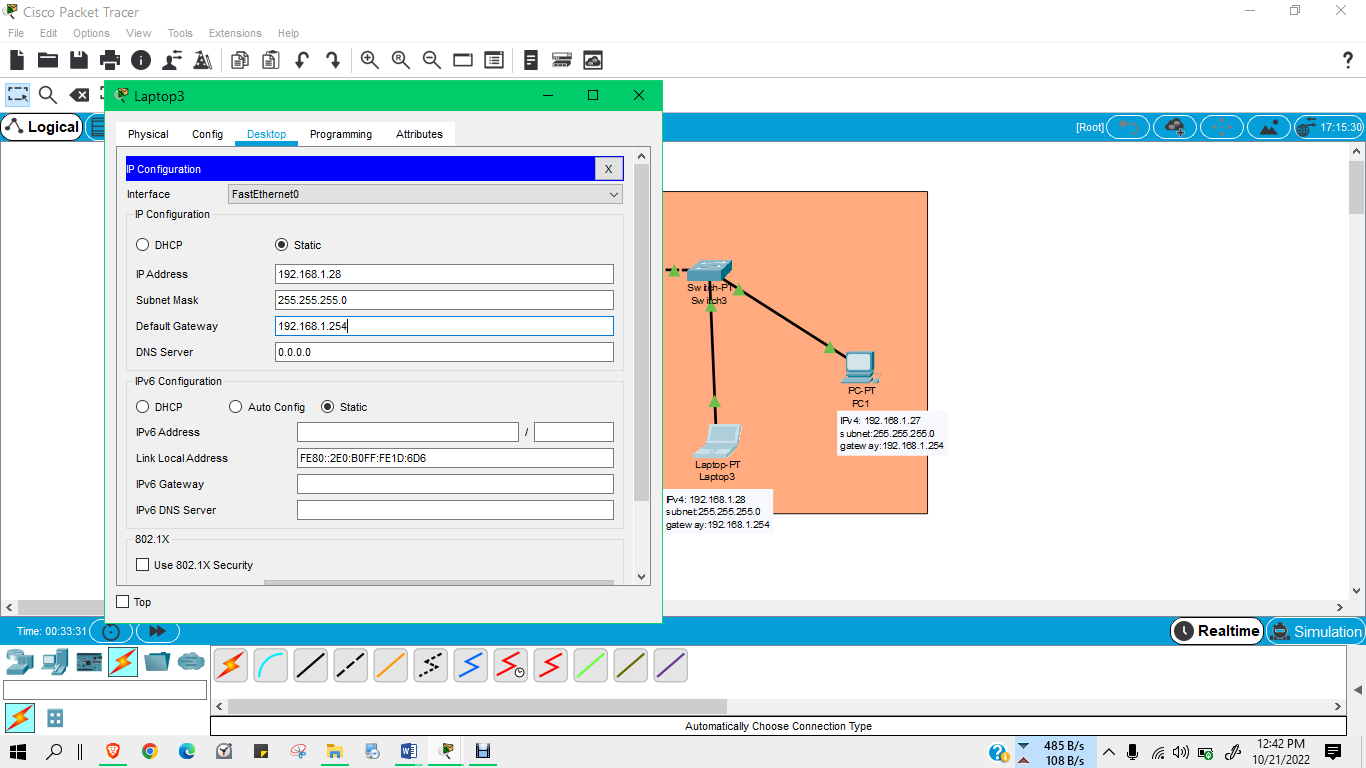 Cisco Packet Tracer
File Edit Options View Tools Extensions Help
Laptop3
Logical
[Root]
17:15:30
Physical Config Desktop Programming Attributes
IP Configuration X
Interface FastEthernet0
IP Configuration
DHCP Static
IP Address 192.168.1.28
Subnet Mask 255.255.255.0
Default Gateway 192.168.1.254
DNS Server 0.0.0.0
IPv6 Configuration
DHCP Auto Config Static
IPv6 Address /
Link Local Address FE80::2E0:B0FF:FE1D:6D6
IPv6 Gateway
IPv6 DNS Server
802.1X
Use 802.1X Security
Top
Switch-PT
Switch3
PC-PT
PC1
IPv4: 192.168.1.27
subnet:255.255.255.0
gateway:192.168.1.254
Laptop-PT
Laptop3
IPv4: 192.168.1.28
subnet:255.255.255.0
gateway:192.168.1.254
Time: 00:33:31
Realtime
Simulation
Automatically Choose Connection Type
485 B/s
108 B/s
12:42 PM
10/21/2022